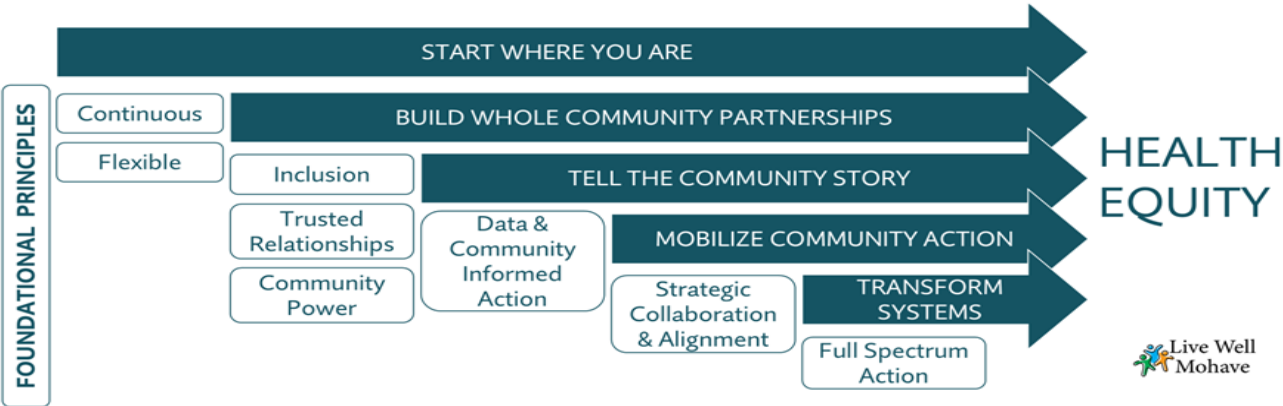 START WHERE YOU ARE
FOUNDATIONAL PRINCIPLES
Continuous
Flexible
BUILD WHOLE COMMUNITY PARTNERSHIPS
Inclusion
Trusted
Relationships
Community
Power
TELL THE COMMUNITY STORY
Data &
Community
Informed
Action
MOBILIZE COMMUNITY ACTION
Strategic
Collaboration
& Alignment
TRANSFORM
SYSTEMS
Full Spectrum
Action
HEALTH
EQUITY
Live Well
Mohave